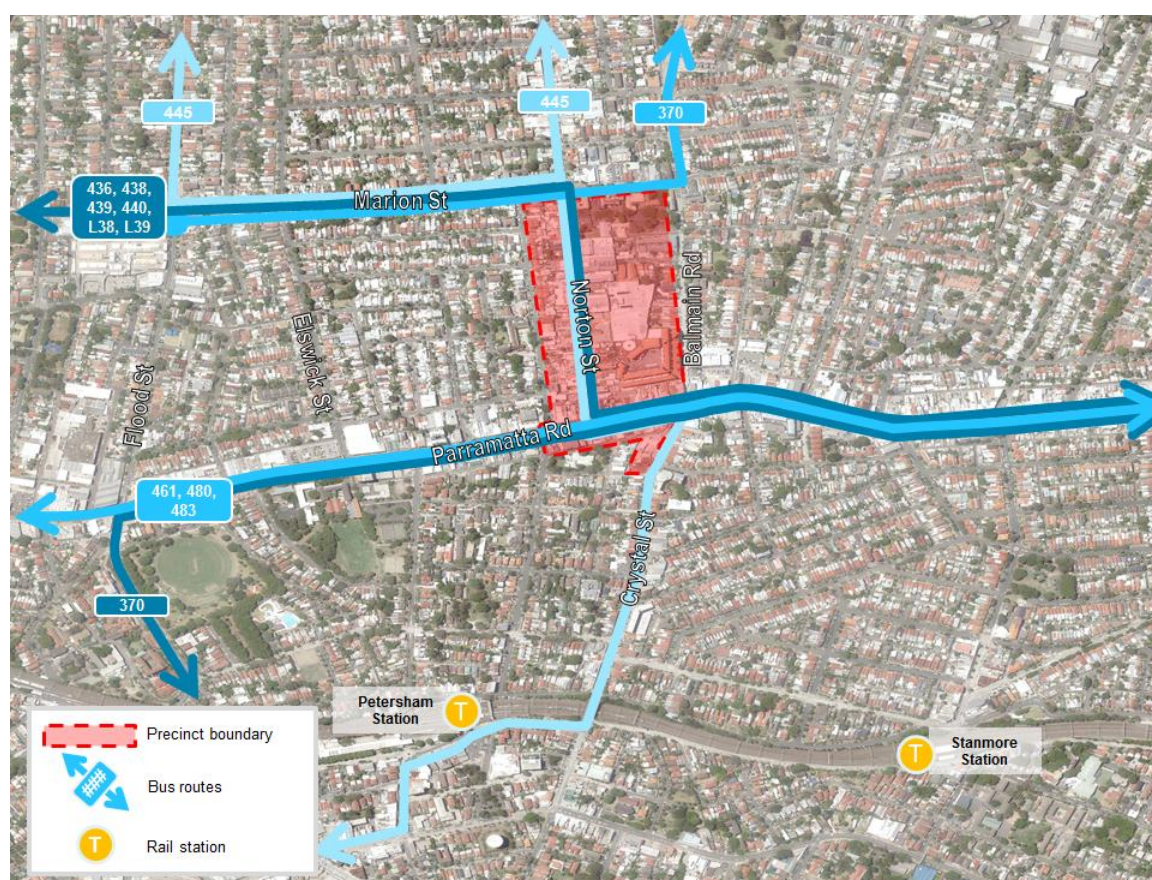 445
445
370
436, 438,
439, 440,
L38, L39
Marion St
Norton St
Balmain Rd
Elswick St
Flood St
Parramatta Rd
461, 480,
483
Crystal St
370
Petersham
Station
T
T
Stanmore
Station
Precinct boundary
Bus routes
T
Rail station